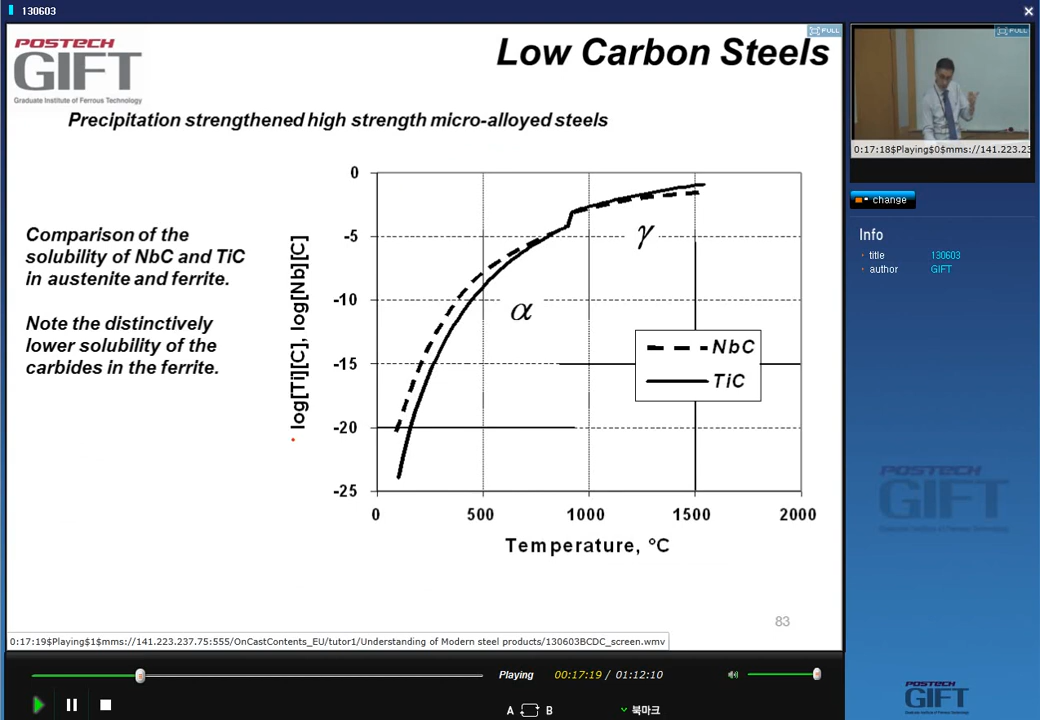 130603
POSTECH
GIFT
Graduate Institute of Ferrous Technology
FULL
Low Carbon Steels
Precipitation strengthened high strength micro-alloyed steels
Comparison of the
solubility of NbC and TiC
in austenite and ferrite.
Note the distinctively
lower solubility of the
carbides in the ferrite.
log[Ti][C], log[Nb][C]
0
-5
-10
-15
-20
-25
γ
α
NbC
TiC
0
500
1000
1500
2000
Temperature, °C
83
0:17:19$Playing$1$mms://141.223.237.75:555/OnCastContents_EU/tutor1/Understanding of Modern steel products/130603BCDC_screen.wmv
Playing
00:17:19 / 01:12:10
A B
북마크
FULL
0:17:18$Playing$0$mms://141.223.23
change
Info
title 130603
author GIFT
POSTECH
GIFT
POSTECH
GIFT